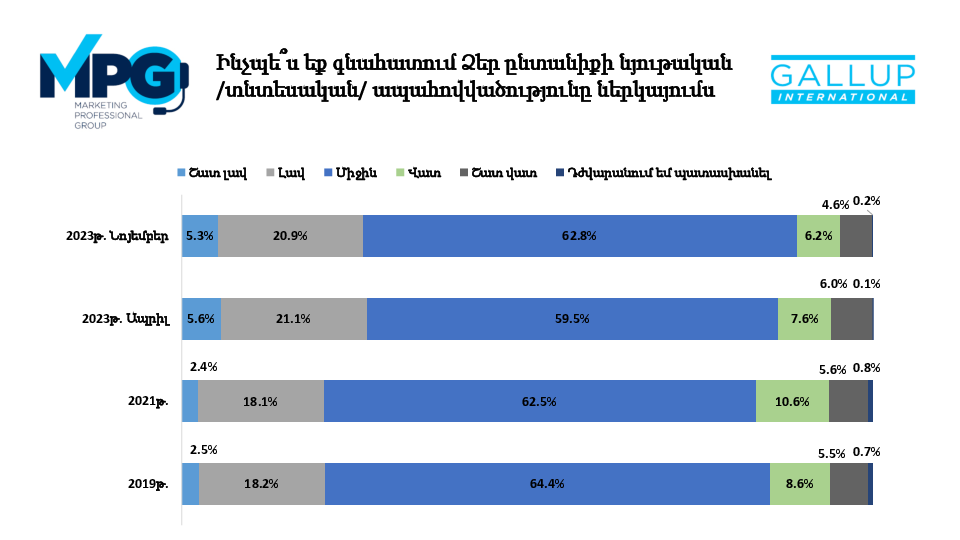 MPG
MARKETING
PROFESSIONAL
GROUP
Ինչպե՞ս եք գնահատում Ձեր ընտանիքի նյութական
/տնտեսական/ ապահովվածությունը ներկայումս
GALLUP
INTERNATIONAL
Շատ լավ Լավ Միջին Վատ Շատ վատ Դժվարանում եմ պատասխանել
4.6% 0.2%
2023թ. Նոյեմբեր 5.3% 20.9% 62.8% 6.2%
6.0% 0.1%
2023թ. Ապրիլ 5.6% 21.1% 59.5% 7.6%
2.4% 5.6% 0.8%
2021թ. 18.1% 62.5% 10.6%
2.5% 5.5% 0.7%
2019թ. 18.2% 64.4% 8.6%